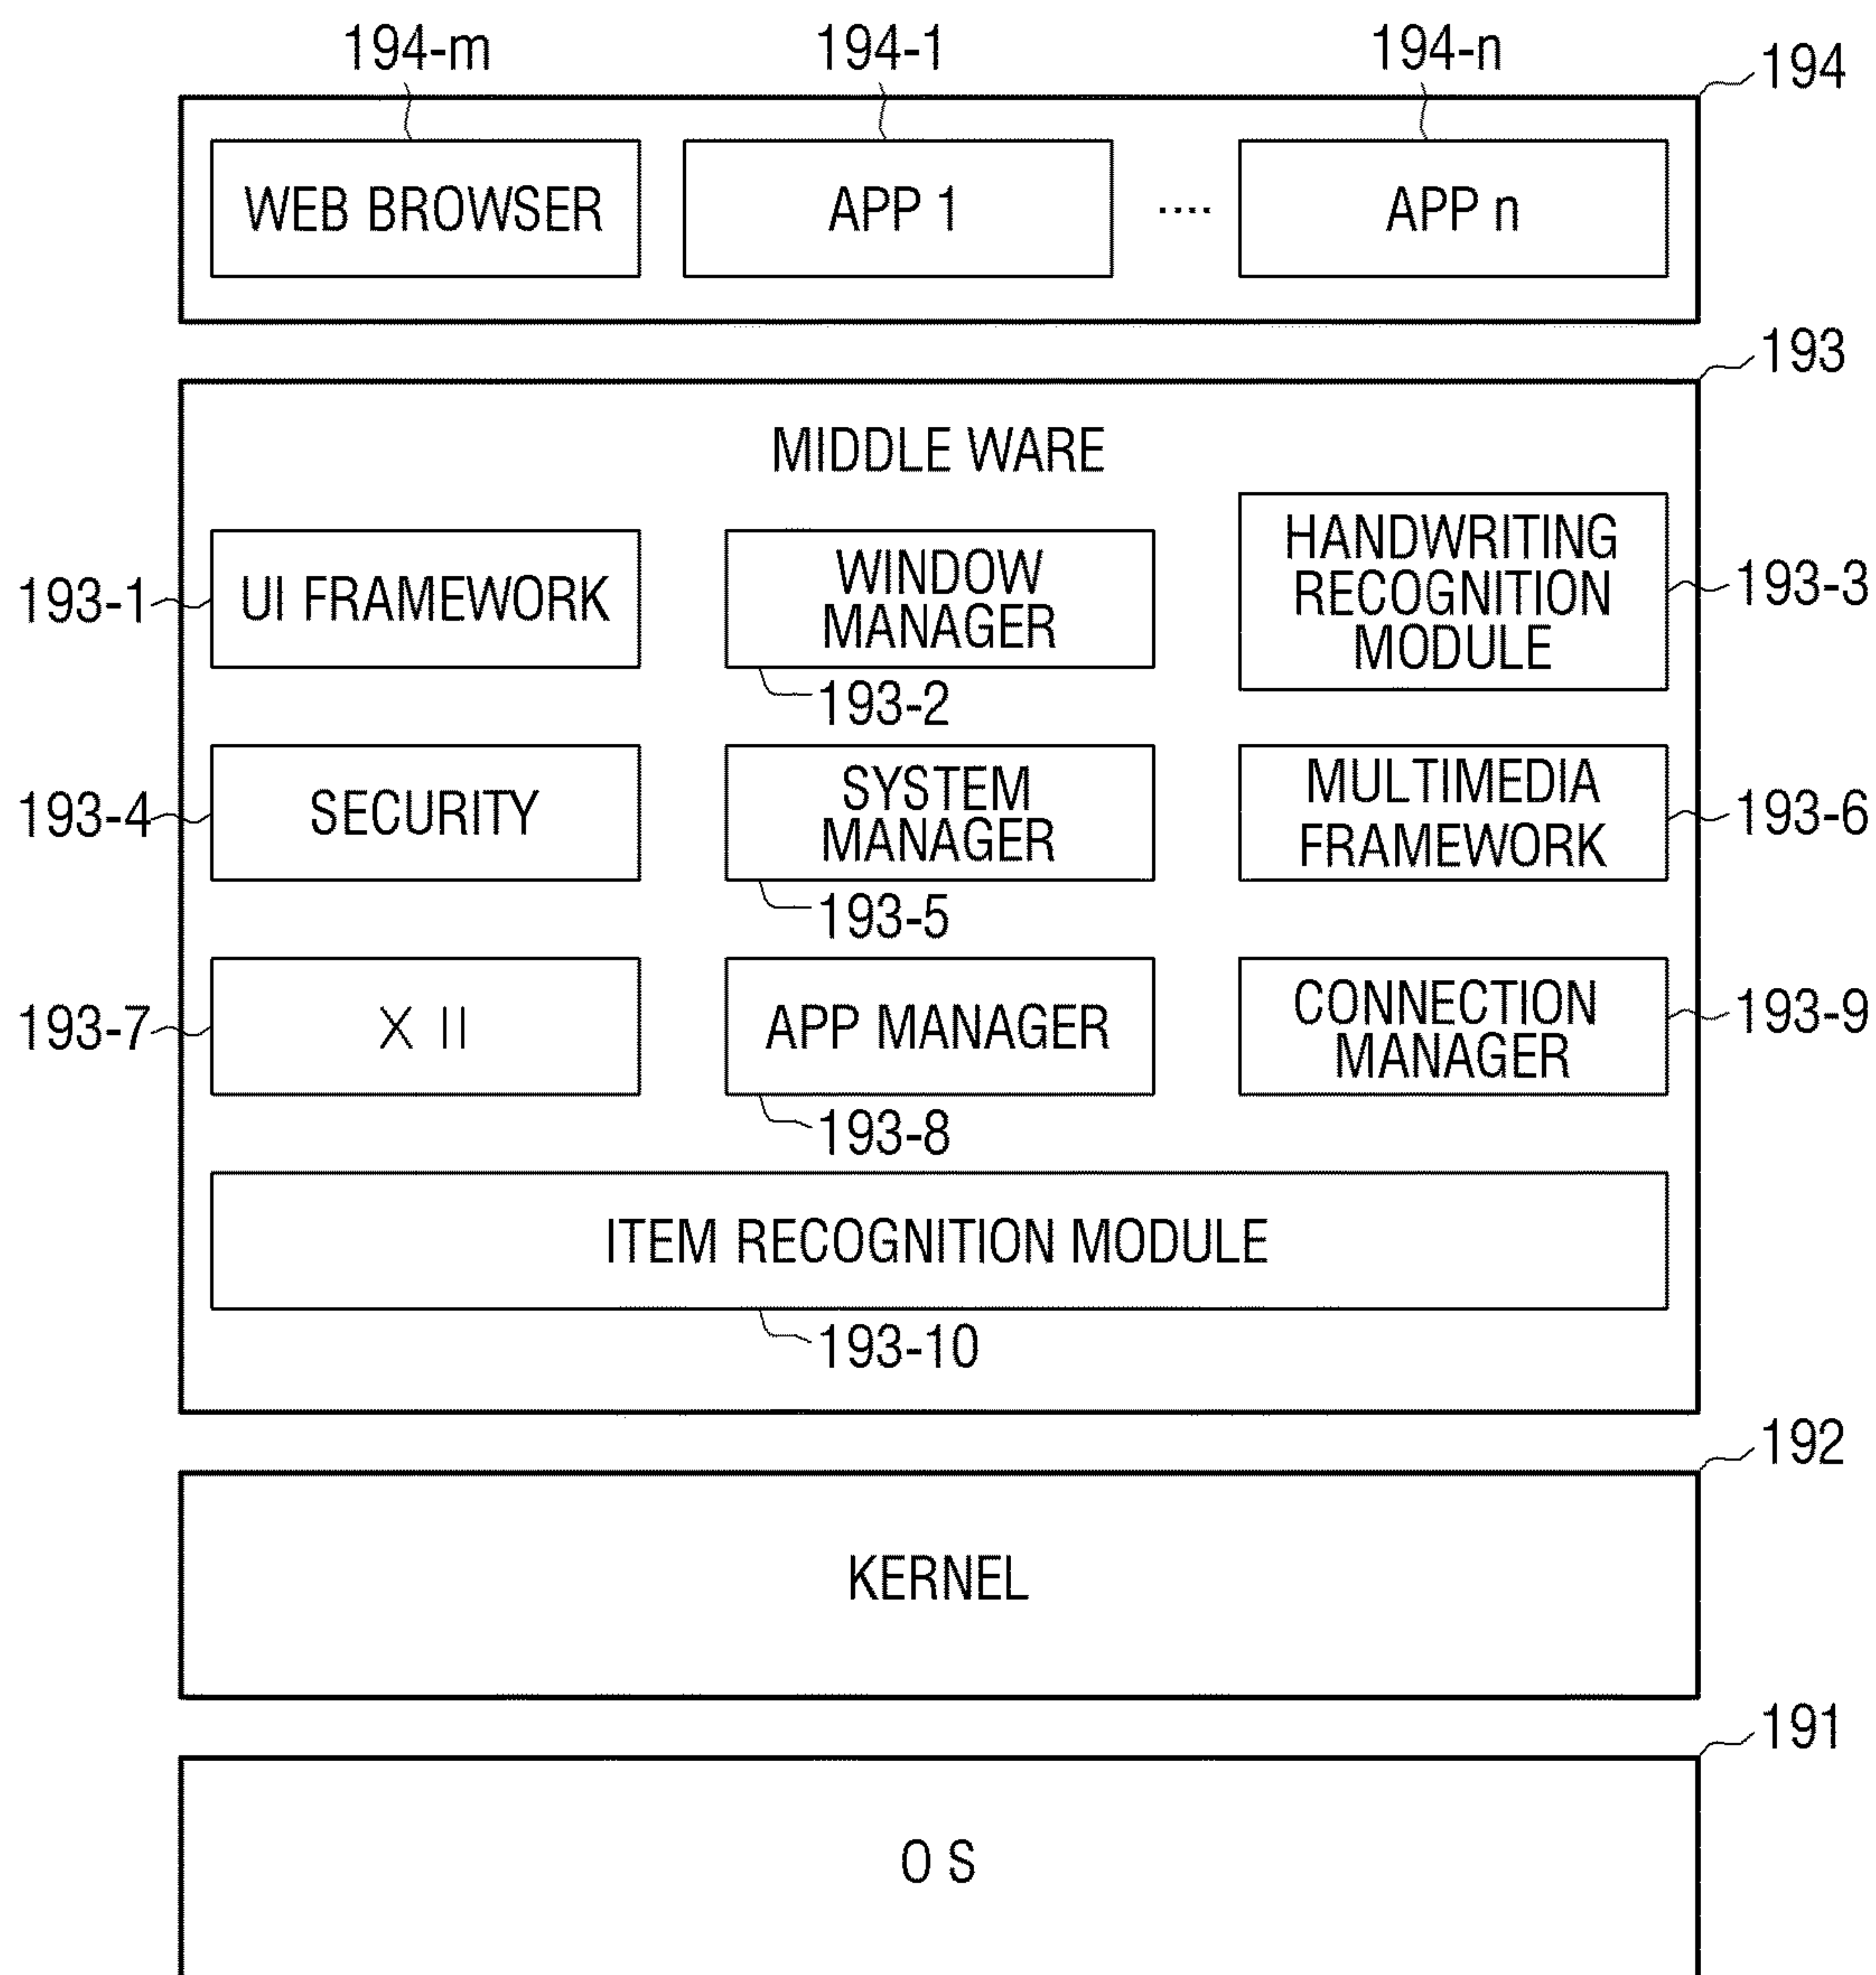 194-m 194-1 194-n 194
WEB BROWSER APP 1 .... APP n
193
MIDDLE WARE
193-1 UI FRAMEWORK
WINDOW
MANAGER
193-2
HANDWRITING
RECOGNITION
MODULE
193-3
193-4 SECURITY
SYSTEM
MANAGER
193-5
MULTIMEDIA
FRAMEWORK
193-6
193-7 X II
APP MANAGER
193-8
CONNECTION
MANAGER
193-9
ITEM RECOGNITION MODULE
193-10
192
KERNEL
191
O S